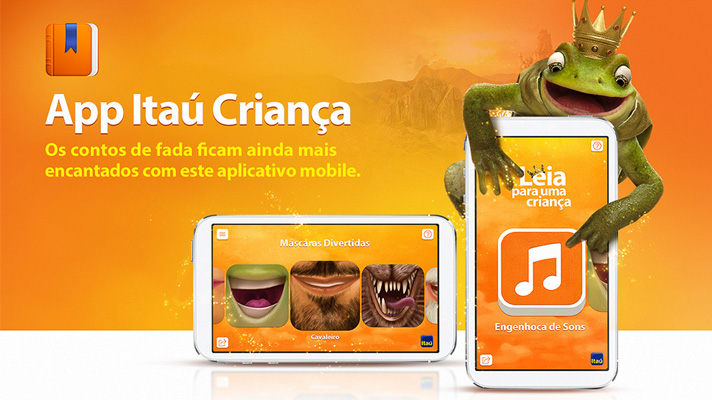 App Itaú Criança
Os contos de fada ficam ainda mais
encantados com este aplicativo mobile.
Máscaras Divertidas
Cavaleiro
Itaú
Leia
para uma
criança
Engenhoca de Sons
Itaú